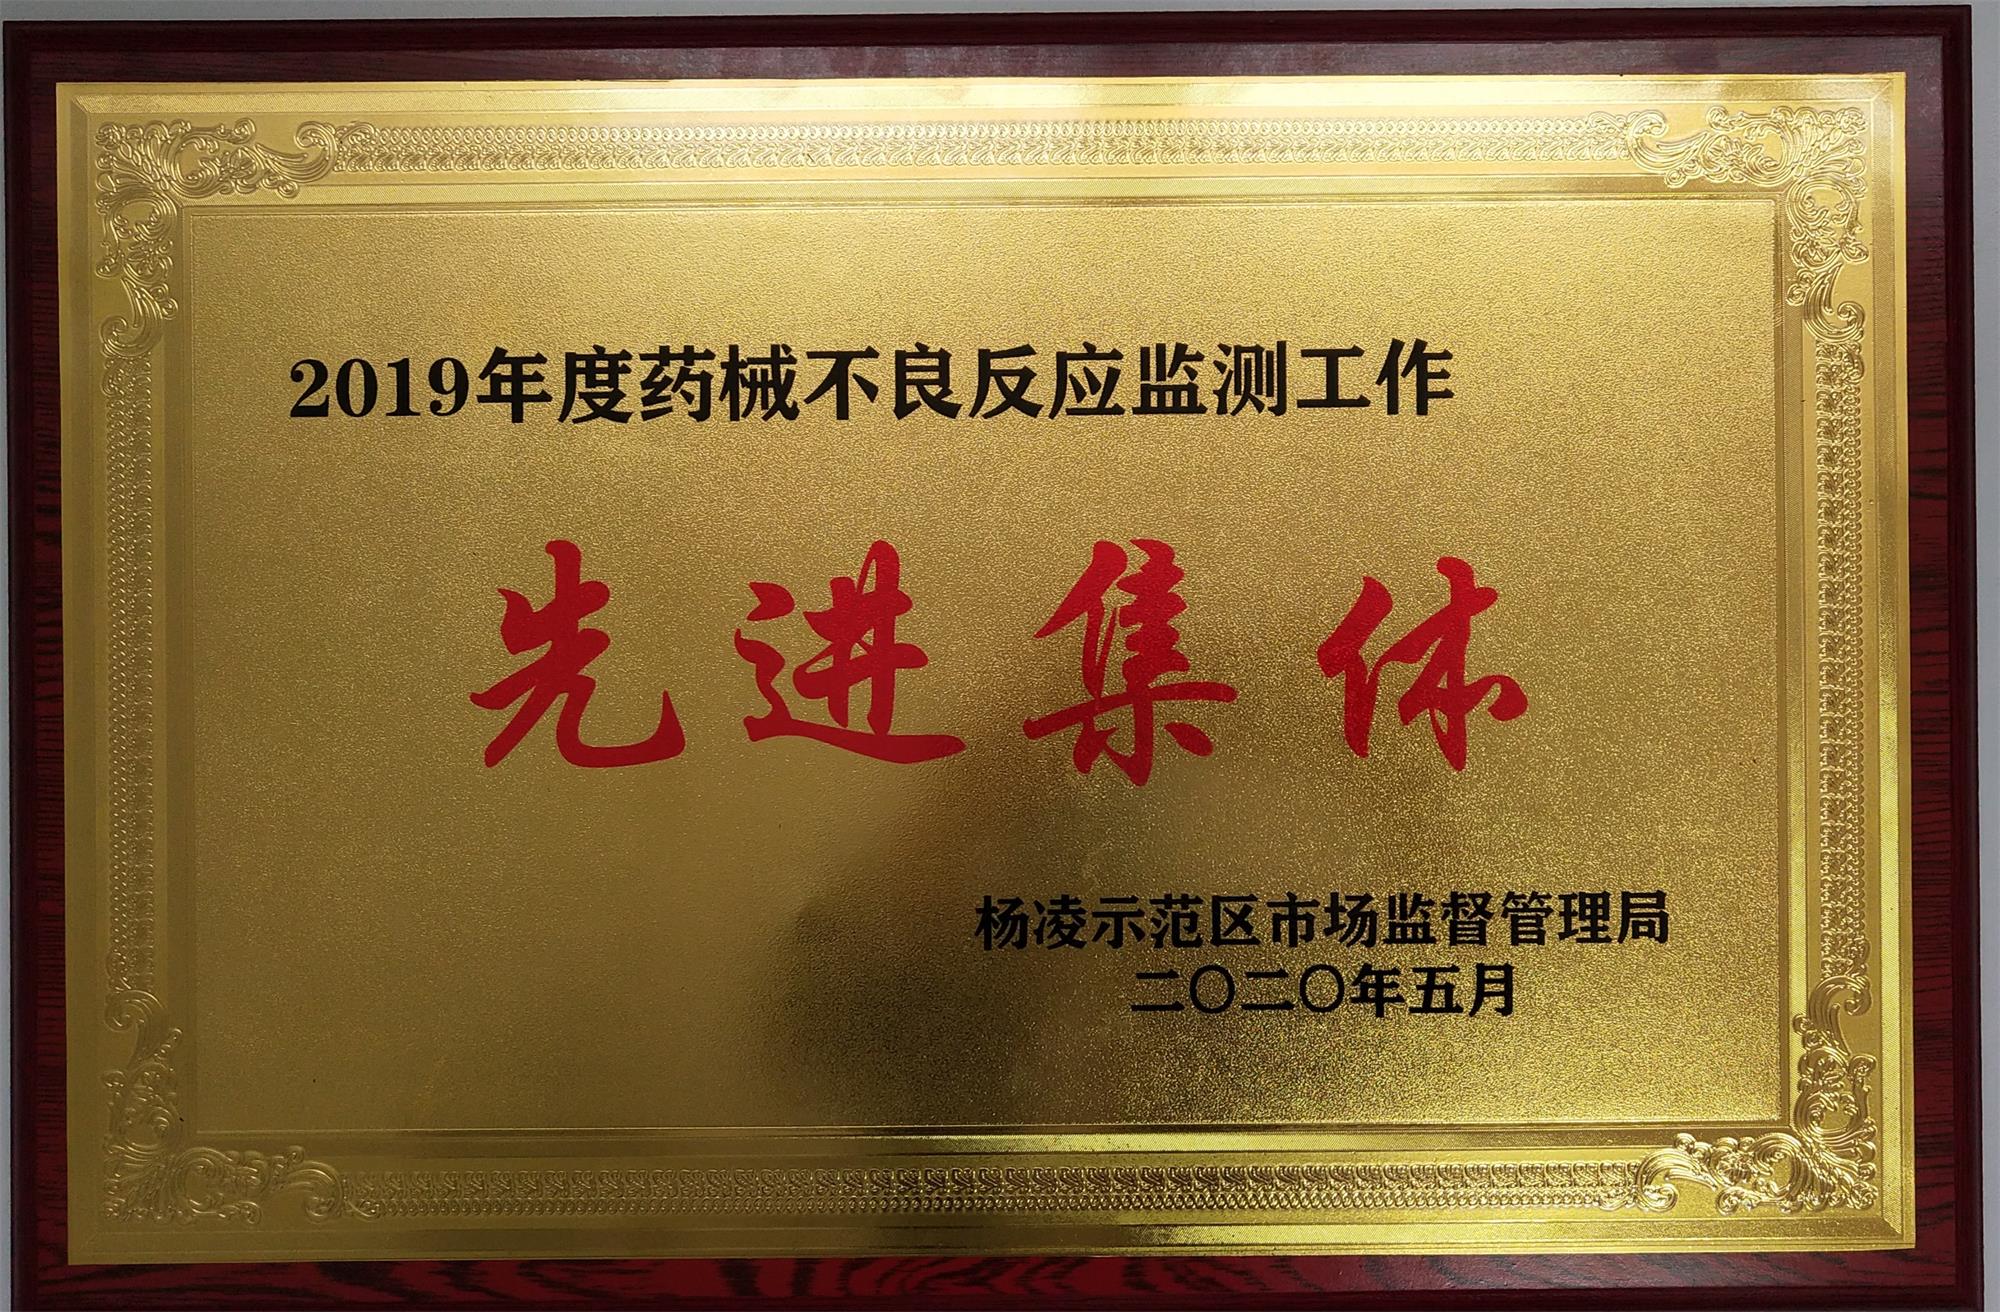 2019年度药械不良反应监测工作
先进集体
杨凌示范区市场监督管理局
二〇二〇年五月